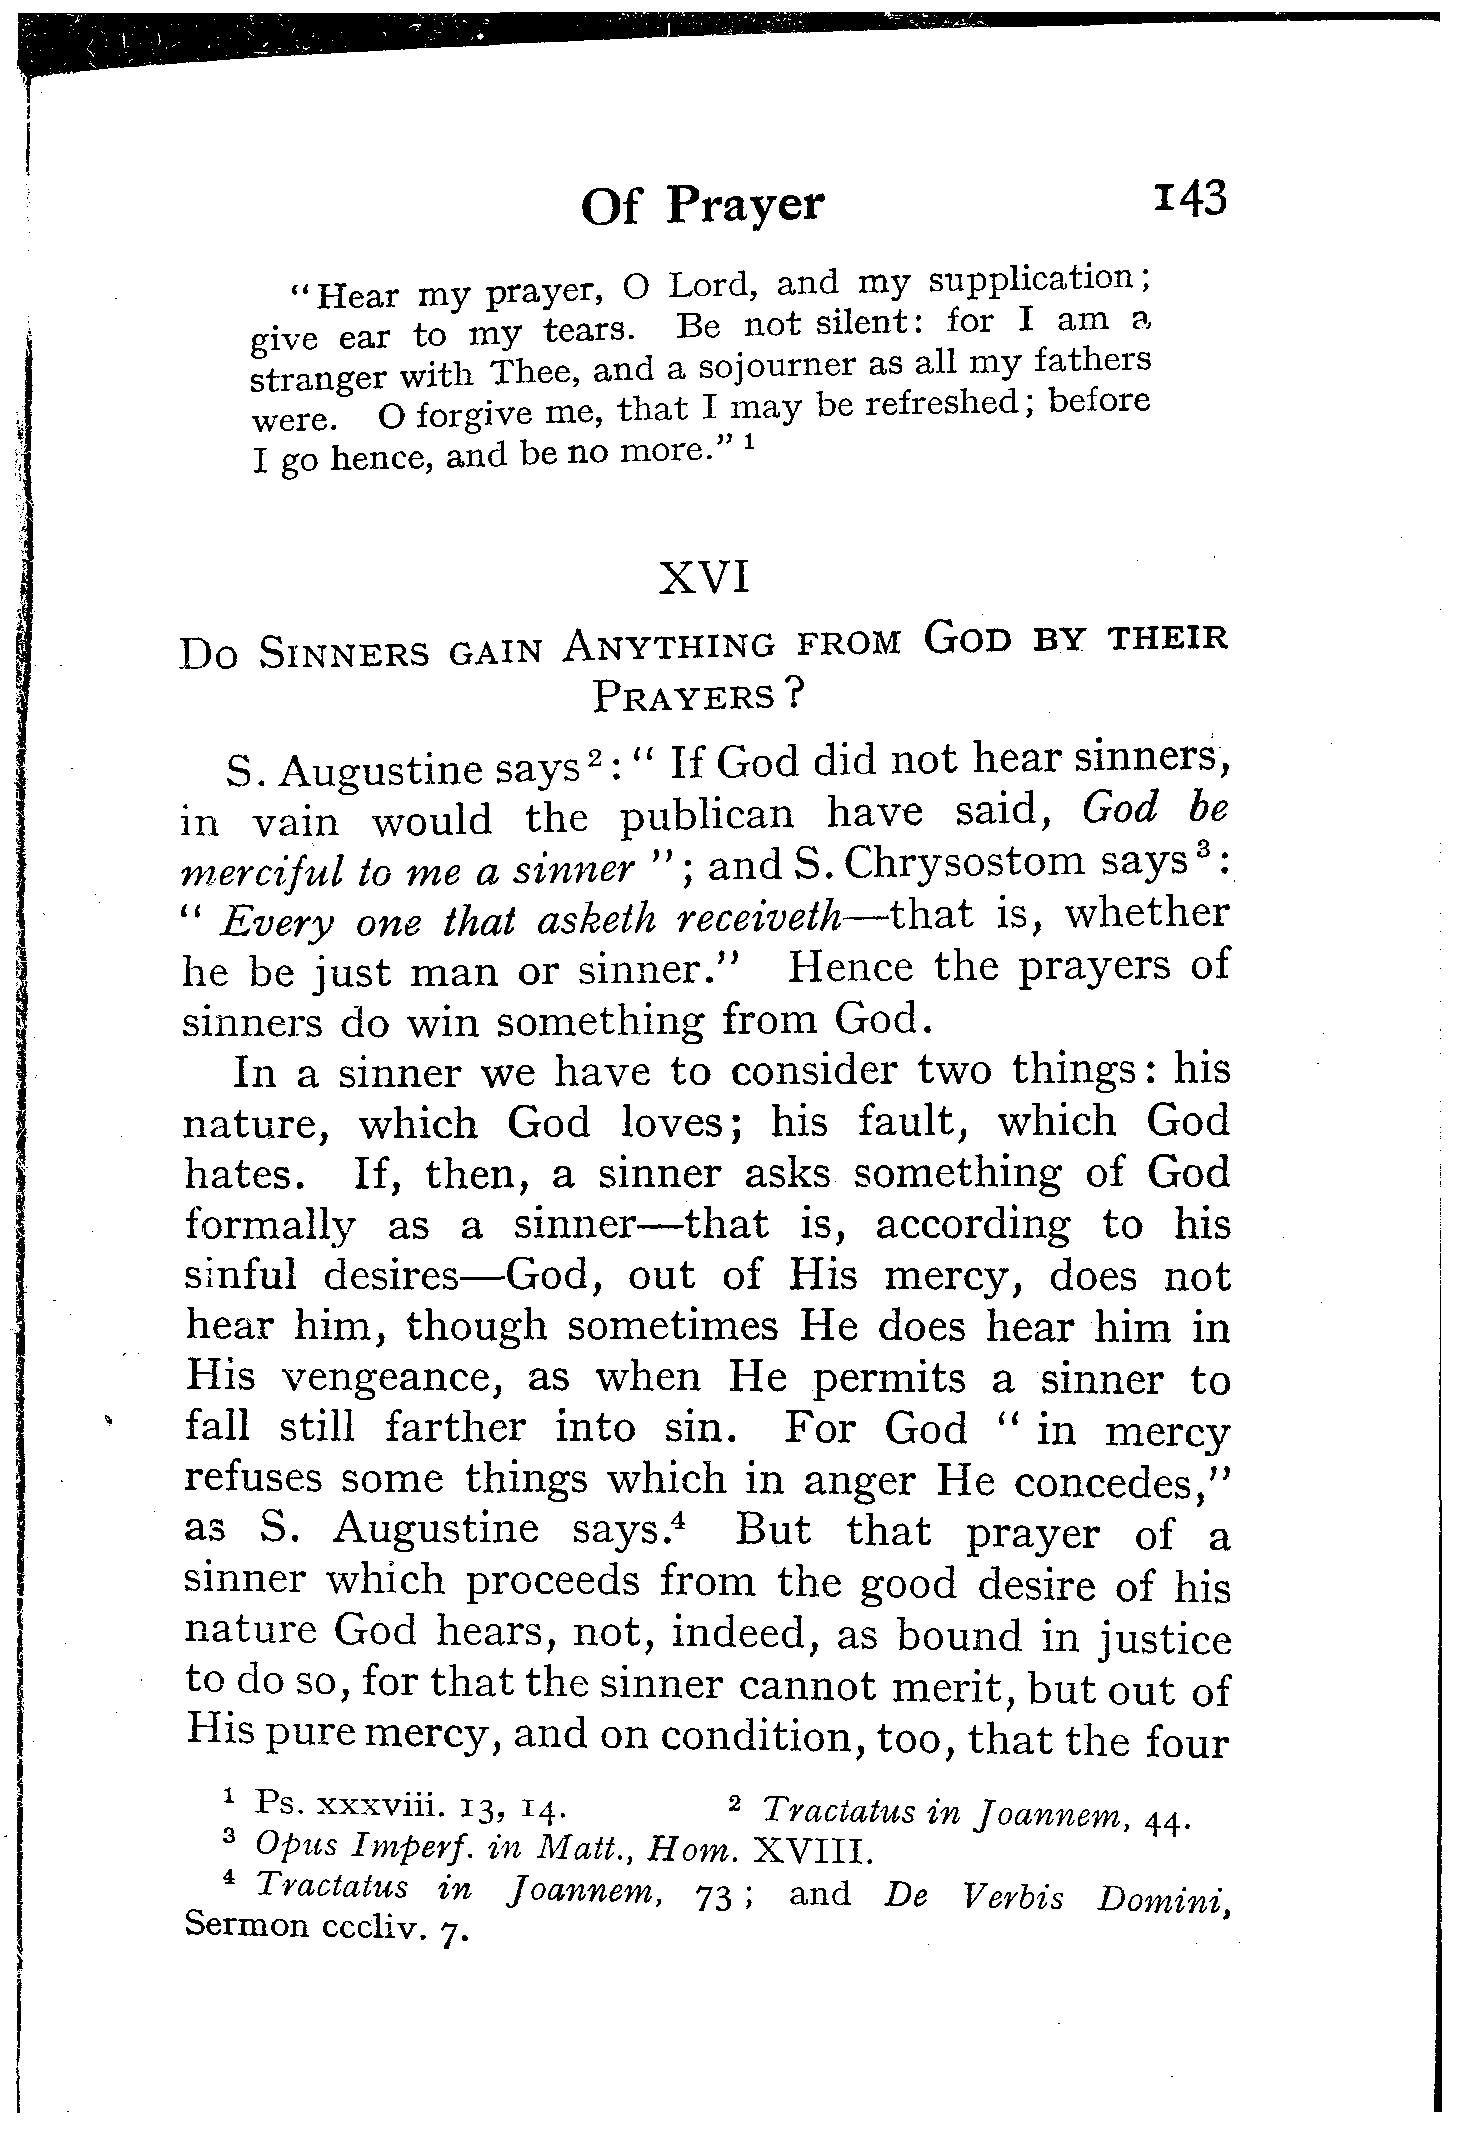 Of Prayer 143
"Hear my prayer, O Lord, and my supplication;
give ear to my tears. Be not silent: for I am a
stranger with Thee, and a sojourner as all my fathers
were. O forgive me, that I may be refreshed; before
I go hence, and be no more." ¹
XVI
Do Sinners gain Anything from God by their
Prayers?
S. Augustine says ²: " If God did not hear sinners,
in vain would the publican have said, God be
merciful to me a sinner "; and S. Chrysostom says ³:
" Every one that asketh receiveth—that is, whether
he be just man or sinner." Hence the prayers of
sinners do win something from God.
In a sinner we have to consider two things: his
nature, which God loves; his fault, which God
hates. If, then, a sinner asks something of God
formally as a sinner—that is, according to his
sinful desires—God, out of His mercy, does not
hear him, though sometimes He does hear him in
His vengeance, as when He permits a sinner to
fall still farther into sin. For God " in mercy
refuses some things which in anger He concedes,"
as S. Augustine says.⁴ But that prayer of a
sinner which proceeds from the good desire of his
nature God hears, not, indeed, as bound in justice
to do so, for that the sinner cannot merit, but out of
His pure mercy, and on condition, too, that the four
¹ Ps. xxxviii. 13, 14. ² Tractatus in Joannem, 44.
³ Opus Imperf. in Matt., Hom. XVIII.
⁴ Tractatus in Joannem, 73; and De Verbis Domini,
Sermon cccliv. 7.